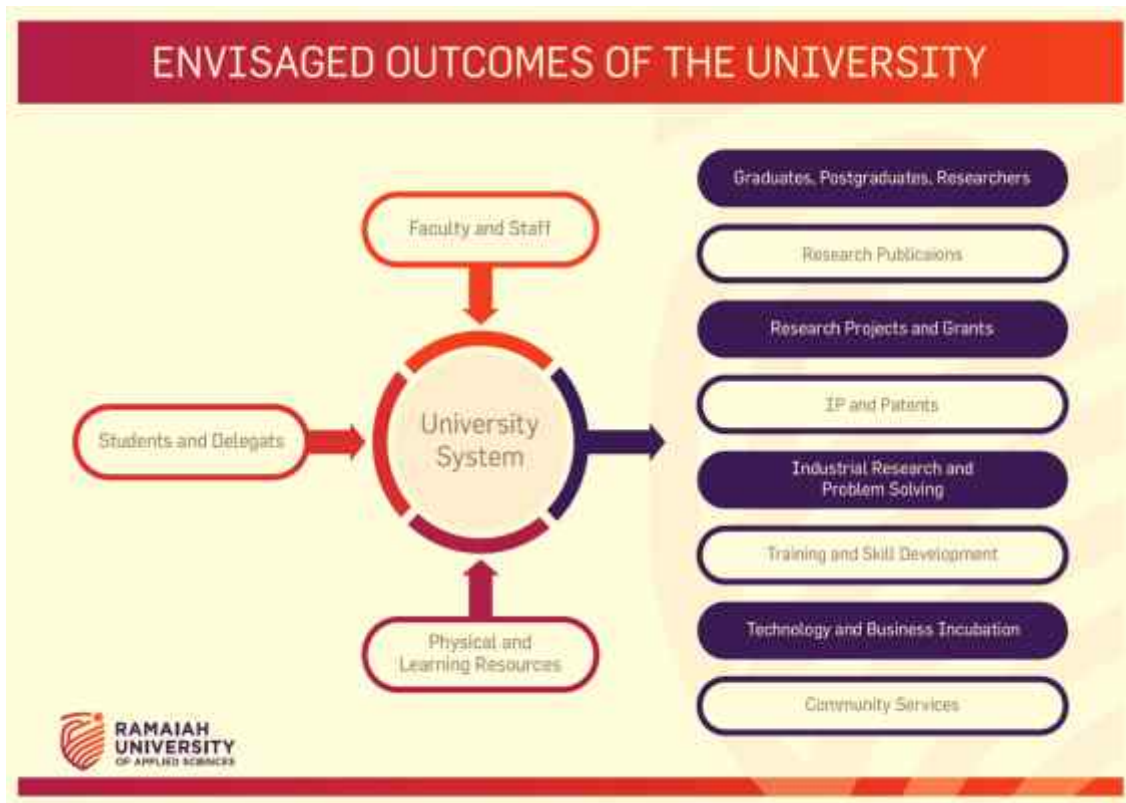 ENVISAGED OUTCOMES OF THE UNIVERSITY
Faculty and Staff
Students and Delegats
University
System
Physical and
Learning Resources
Graduates, Postgraduates, Researchers
Research Publicaions
Research Projects and Grants
IP and Patents
Industrial Research and
Problem Solving
Training and Skill Development
Technology and Business Incubation
Community Services
RAMAIAH
UNIVERSITY
OF APPLIED SCIENCES